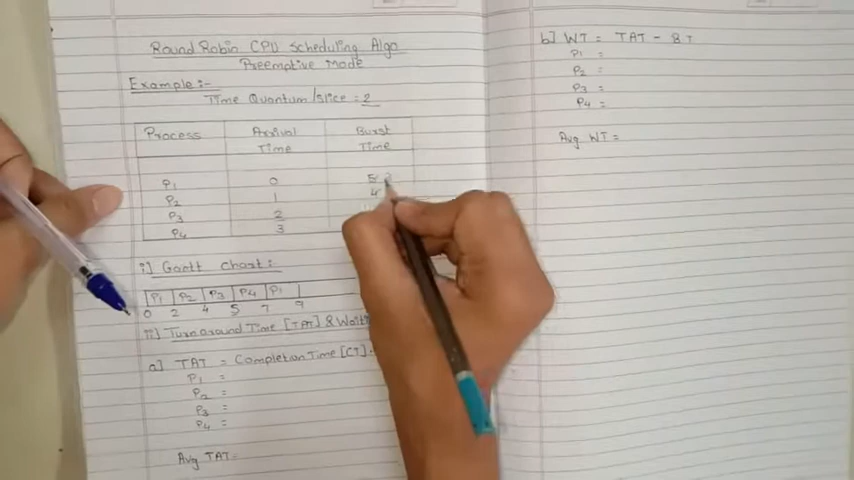 Round Robin CPU Scheduling Algo
Preemptive Mode
Example:-
Time Quantum/Slice = 2
Process Arrival Time Burst Time
P1 0 5
P2 1 4
P3 2
P4 3
i] Gantt Chart:
P1 P2 P3 P4 P1
0 2 4 5 7 9
ii] Turnaround Time [TAT] &
a] TAT = Completion Time [CT]
P1 =
P2 =
P3 =
P4 =
Avg TAT =
b] WT = TAT - BT
P1 =
P2 =
P3 =
P4 =
Avg WT =